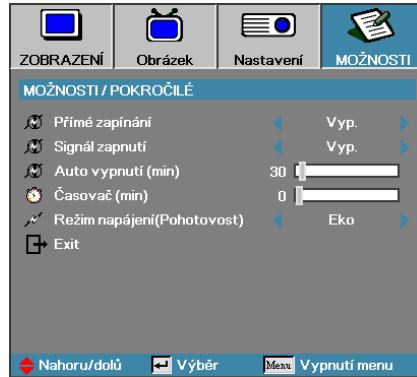 ZOBRAZENÍ Obrázek Nastavení MOŽNOSTI
MOŽNOSTI / POKROČILÉ
Přímé zapínání Vyp.
Signál zapnutí Vyp.
Auto vypnutí (min) 30
Časovač (min) 0
Režim napájení(Pohotovost) Eko
Exit
Nahoru/dolů Výběr Menu Vypnutí menu